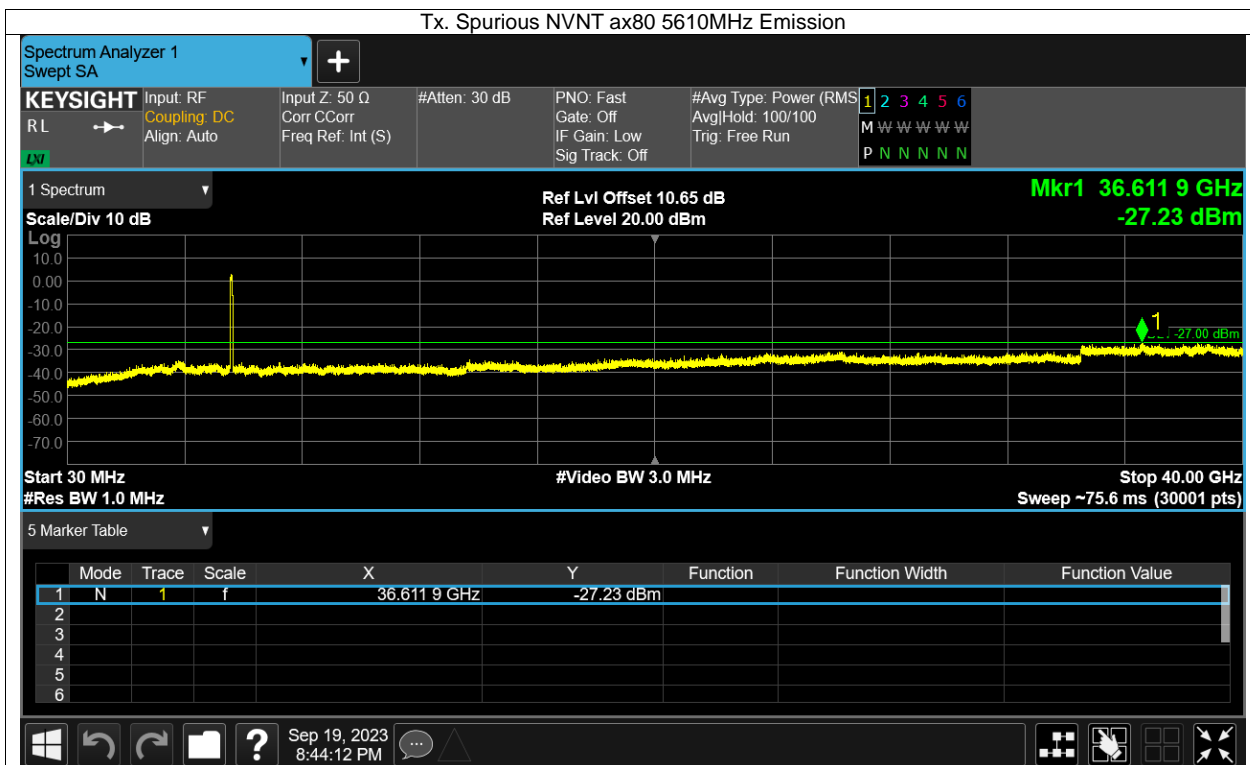 Tx. Spurious NVNT ax80 5610MHz Emission
Spectrum Analyzer 1
Swept SA
+
KEYSIGHT
RL
LXI
Input: RF
Coupling: DC
Align: Auto
Input Z: 50 Ω
Corr CCorr
Freq Ref: Int (S)
#Atten: 30 dB
PNO: Fast
Gate: Off
IF Gain: Low
Sig Track: Off
#Avg Type: Power (RMS
Avg|Hold: 100/100
Trig: Free Run
1 2 3 4 5 6
M W W W W W
P N N N N N
1 Spectrum
Scale/Div 10 dB
Ref Lvl Offset 10.65 dB
Ref Level 20.00 dBm
Mkr1 36.611 9 GHz
-27.23 dBm
Log
10.0
0.00
-10.0
-20.0
-30.0
-40.0
-50.0
-60.0
-70.0
1
-27.00 dBm
Start 30 MHz
#Res BW 1.0 MHz
#Video BW 3.0 MHz
Stop 40.00 GHz
Sweep ~75.6 ms (30001 pts)
5 Marker Table
Mode Trace Scale X Y Function Function Width Function Value
1 N 1 f 36.611 9 GHz -27.23 dBm
2
3
4
5
6
?
Sep 19, 2023
8:44:12 PM